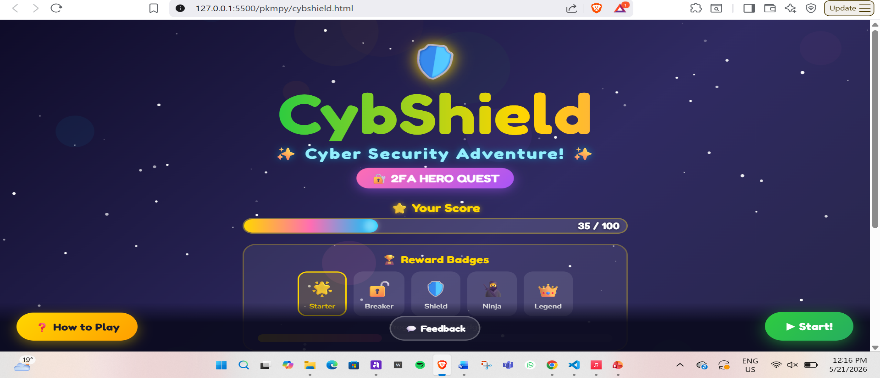 127.0.0.1:5500/pkmpy/cybshield.html
Update
CybShield
Cyber Security Adventure!
2FA HERO QUEST
Your Score
35 / 100
Reward Badges
Starter
Breaker
Shield
Ninja
Legend
? How to Play
Feedback
Start!
19°
ENG
US
12:16 PM
5/21/2026